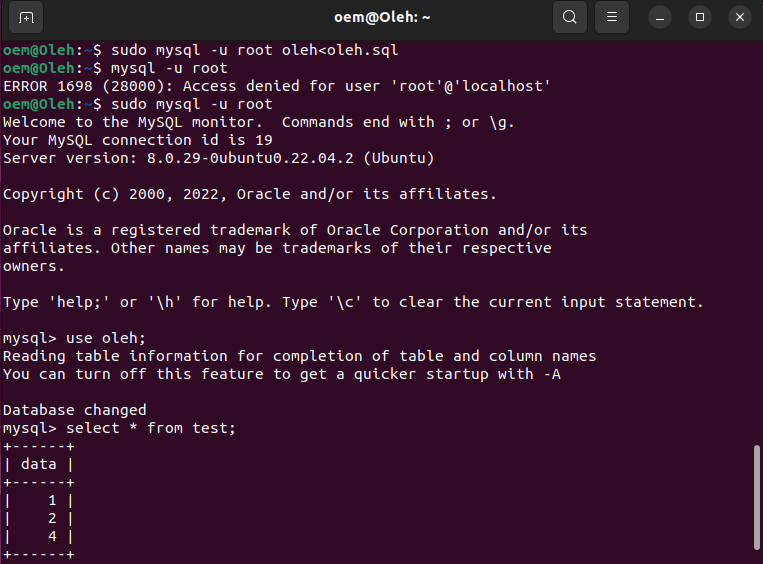 oem@Oleh: ~
oem@Oleh:~$ sudo mysql -u root oleh<oleh.sql
oem@Oleh:~$ mysql -u root
ERROR 1698 (28000): Access denied for user 'root'@'localhost'
oem@Oleh:~$ sudo mysql -u root
Welcome to the MySQL monitor.  Commands end with ; or \g.
Your MySQL connection id is 19
Server version: 8.0.29-0ubuntu0.22.04.2 (Ubuntu)

Copyright (c) 2000, 2022, Oracle and/or its affiliates.

Oracle is a registered trademark of Oracle Corporation and/or its
affiliates. Other names may be trademarks of their respective
owners.

Type 'help;' or '\h' for help. Type '\c' to clear the current input statement.

mysql> use oleh;
Reading table information for completion of table and column names
You can turn off this feature to get a quicker startup with -A

Database changed
mysql> select * from test;
+------+
| data |
+------+
|    1 |
|    2 |
|    4 |
+------+